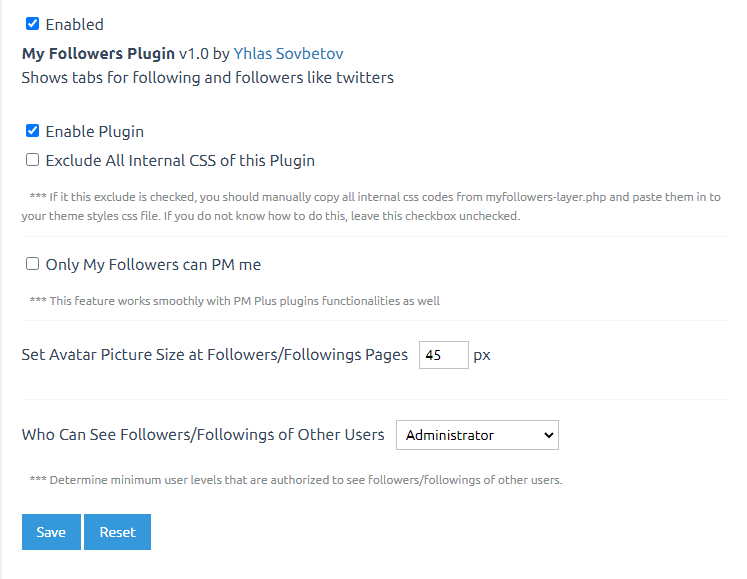 Enabled
My Followers Plugin v1.0 by Yhlas Sovbetov
Shows tabs for following and followers like twitters
Enable Plugin
Exclude All Internal CSS of this Plugin
*** If it this exclude is checked, you should manually copy all internal css codes from myfollowers-layer.php and paste them in to
your theme styles css file. If you do not know how to do this, leave this checkbox unchecked.
Only My Followers can PM me
*** This feature works smoothly with PM Plus plugins functionalities as well
Set Avatar Picture Size at Followers/Followings Pages 45 px
Who Can See Followers/Followings of Other Users Administrator
*** Determine minimum user levels that are authorized to see followers/followings of other users.
Save Reset